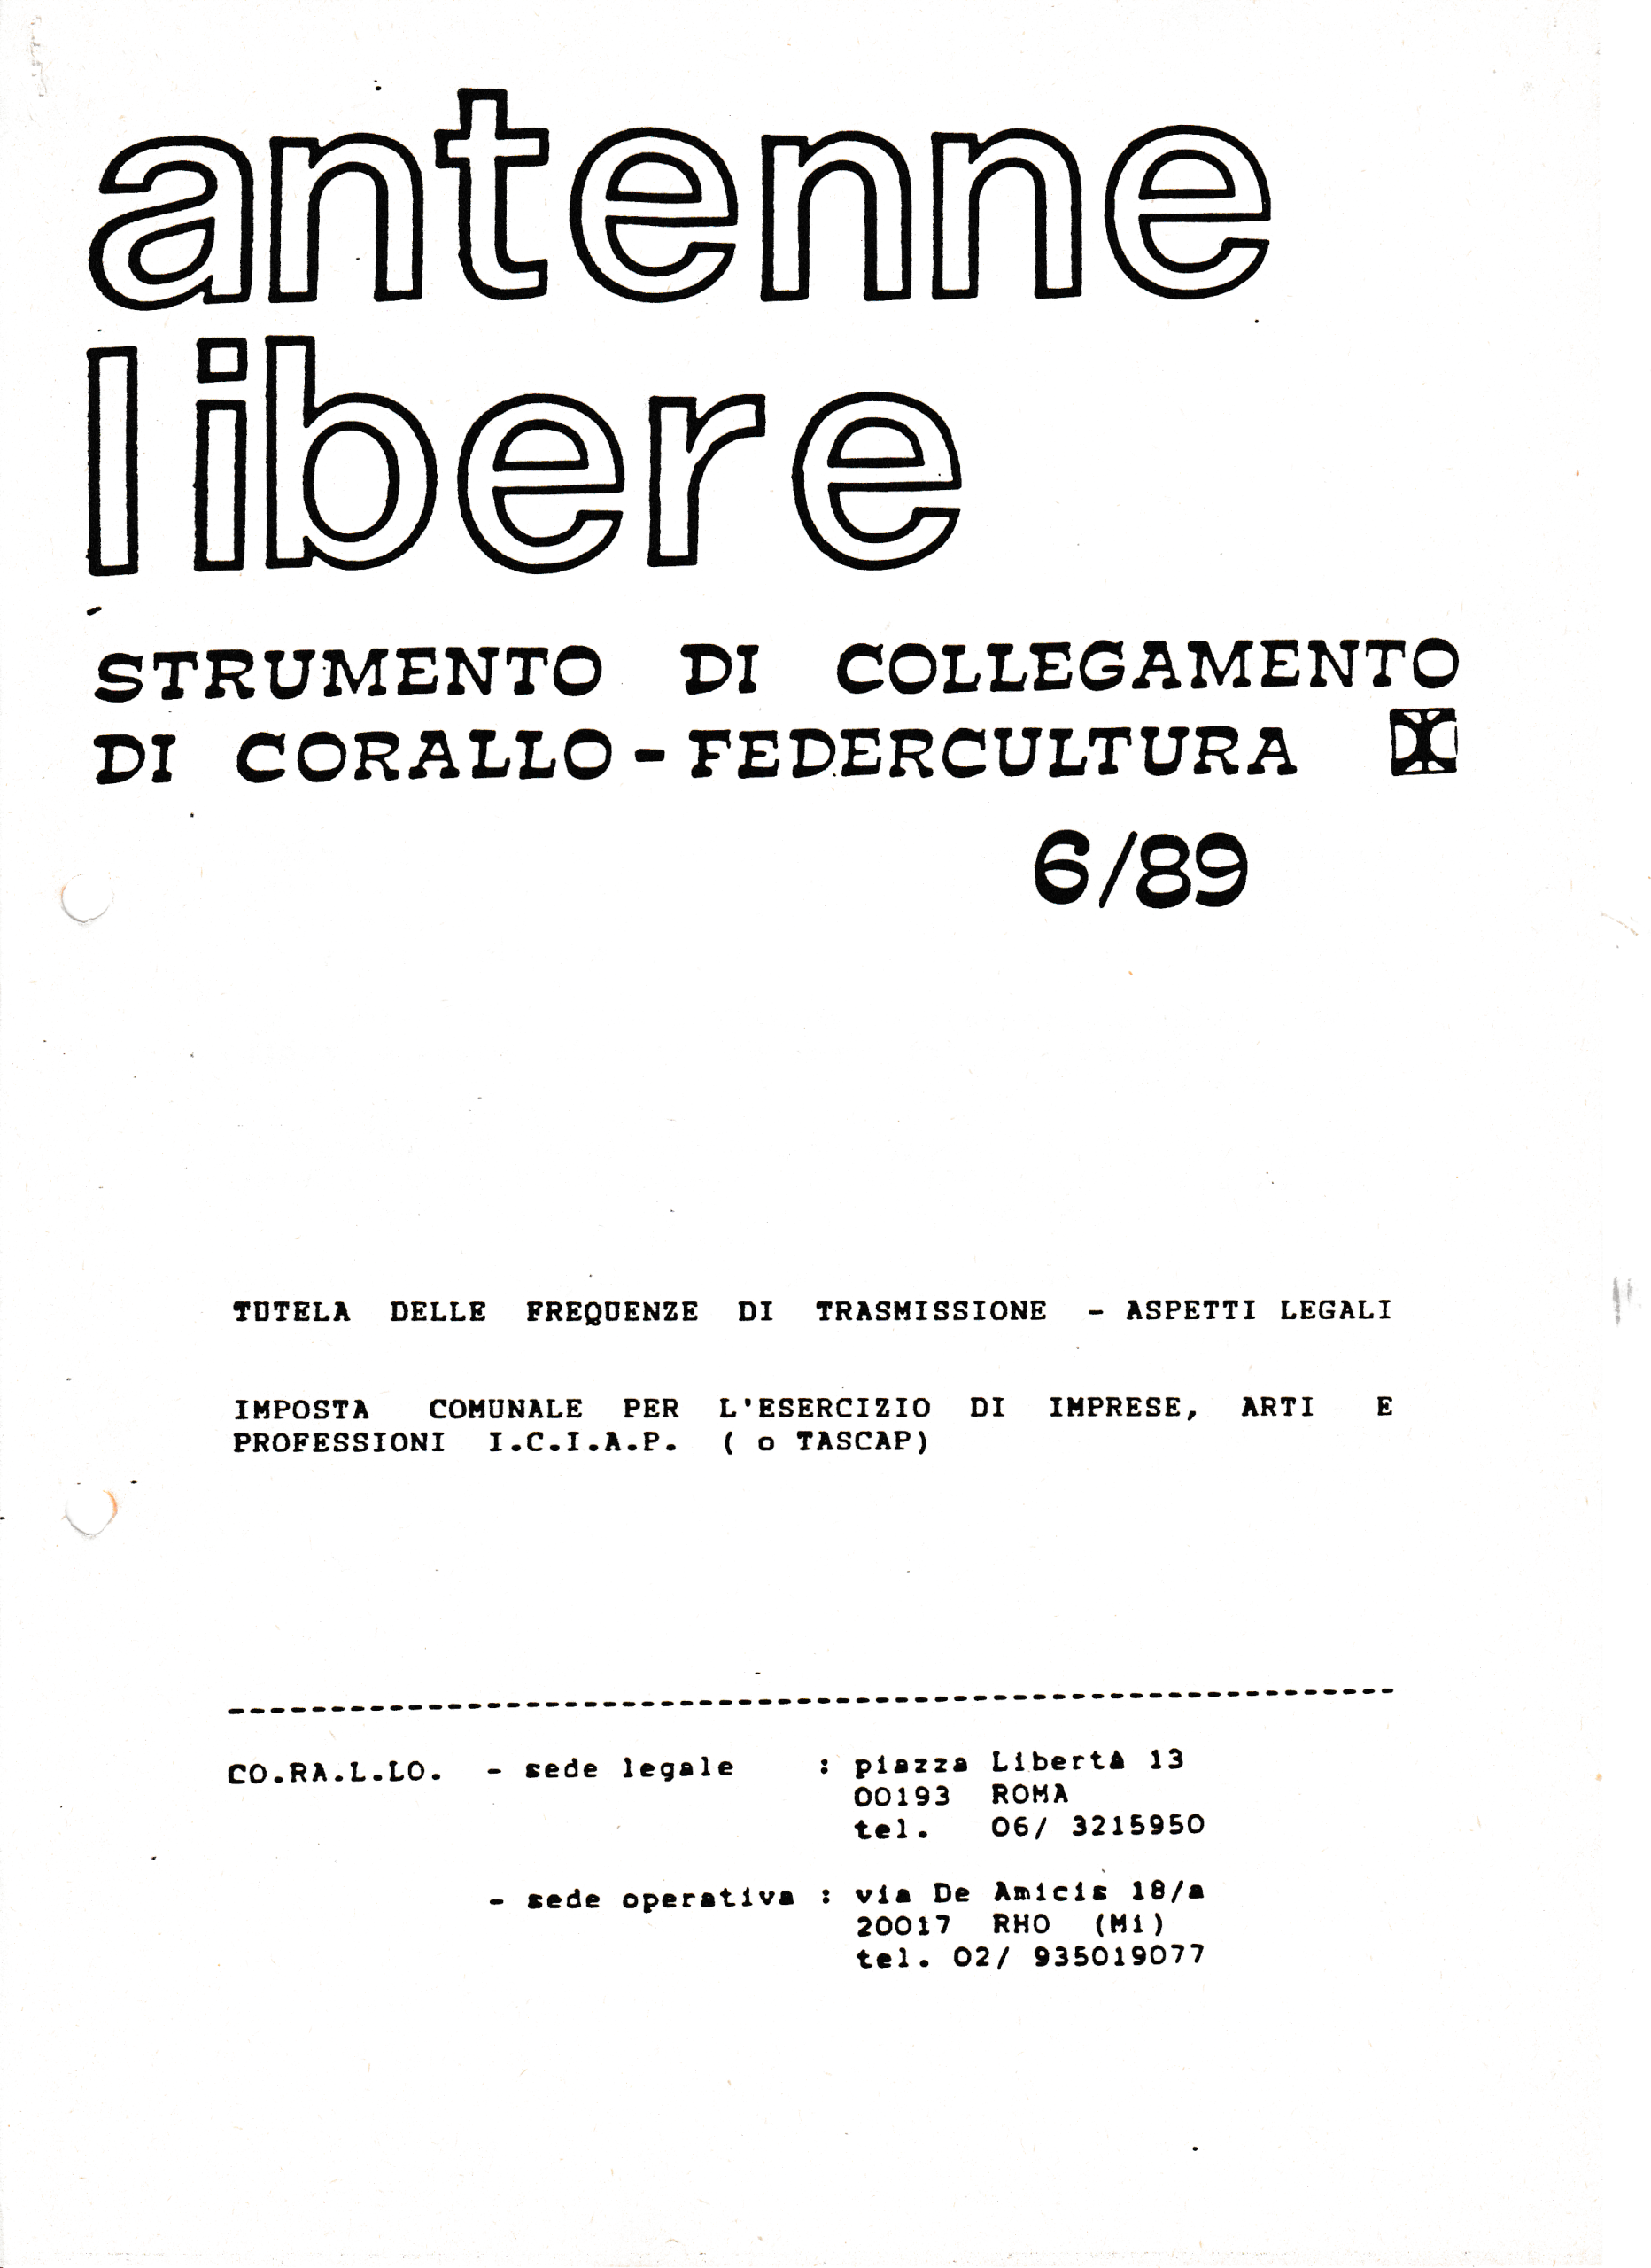 antenne
libere
STRUMENTO DI COLLEGAMENTO
DI CORALLO-FEDERCULTURA
6/89
TUTELA DELLE FREQUENZE DI TRASMISSIONE - ASPETTI LEGALI
IMPOSTA COMUNALE PER L'ESERCIZIO DI IMPRESE, ARTI E
PROFESSIONI I.C.I.A.P. ( o TASCAP)
CO.RA.L.LO. - sede legale : piazza Libertà 13
00193 ROMA
tel. 06/ 3215950
- sede operativa : via De Amicis 18/a
20017 RHO (Mi)
tel. 02/ 935019077